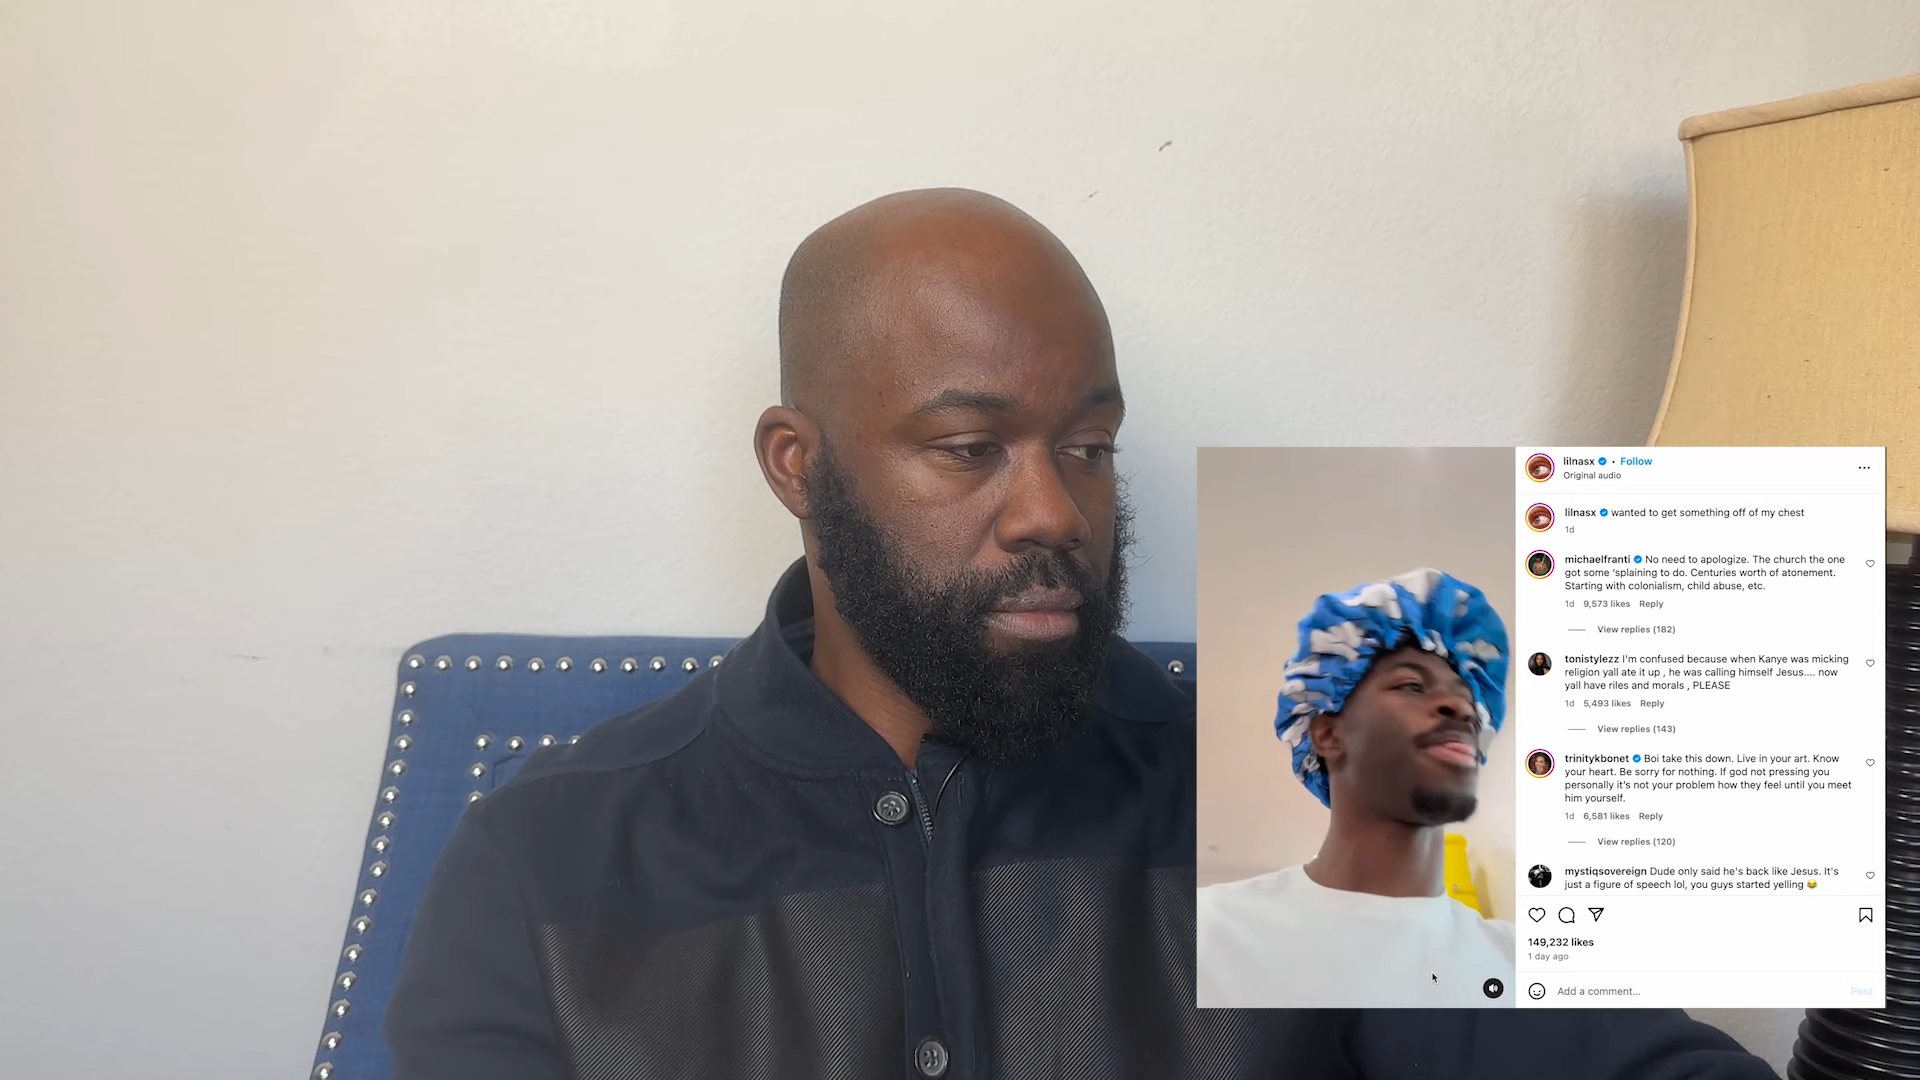 lilnasx • Follow
Original audio
lilnasx wanted to get something off of my chest
1d
michaelfranti No need to apologize. The church the one
got some ‘splaining to do. Centuries worth of atonement.
Starting with colonialism, child abuse, etc.
1d 9,573 likes Reply
View replies (182)
tonistylezz I'm confused because when Kanye was micking
religion yall ate it up , he was calling himself Jesus.... now
yall have riles and morals , PLEASE
1d 5,493 likes Reply
View replies (143)
trinitykbonet Boi take this down. Live in your art. Know
your heart. Be sorry for nothing. If god not pressing you
personally it's not your problem how they feel until you meet
him yourself.
1d 6,581 likes Reply
View replies (120)
mystiqsovereign Dude only said he's back like Jesus. It's
just a figure of speech lol, you guys started yelling 😂
149,232 likes
1 day ago
Add a comment...
Post